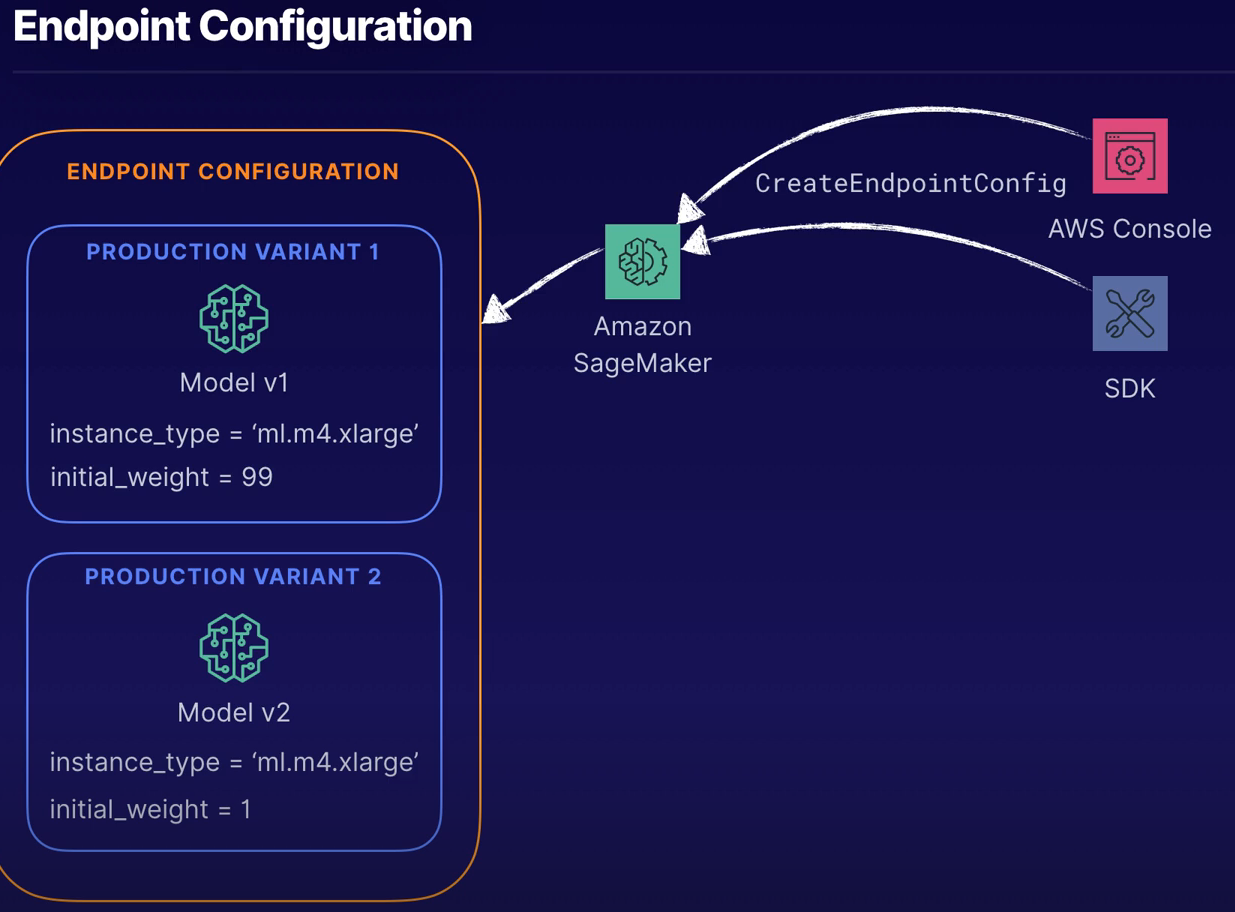 Endpoint Configuration
ENDPOINT CONFIGURATION
PRODUCTION VARIANT 1
Model v1
instance_type = ‘ml.m4.xlarge’
initial_weight = 99
PRODUCTION VARIANT 2
Model v2
instance_type = ‘ml.m4.xlarge’
initial_weight = 1
Amazon
SageMaker
CreateEndpointConfig
AWS Console
SDK